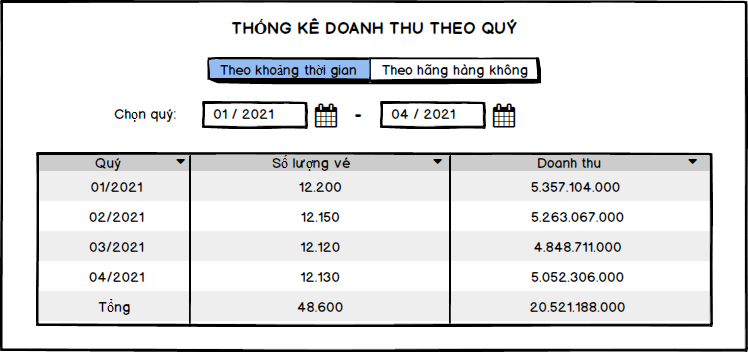 THỐNG KÊ DOANH THU THEO QUÝ
Theo khoảng thời gian Theo hãng hàng không
Chọn quý: 01 / 2021 - 04 / 2021
Quý Số lượng vé Doanh thu
01/2021 12.200 5.357.104.000
02/2021 12.150 5.263.067.000
03/2021 12.120 4.848.711.000
04/2021 12.130 5.052.306.000
Tổng 48.600 20.521.188.000